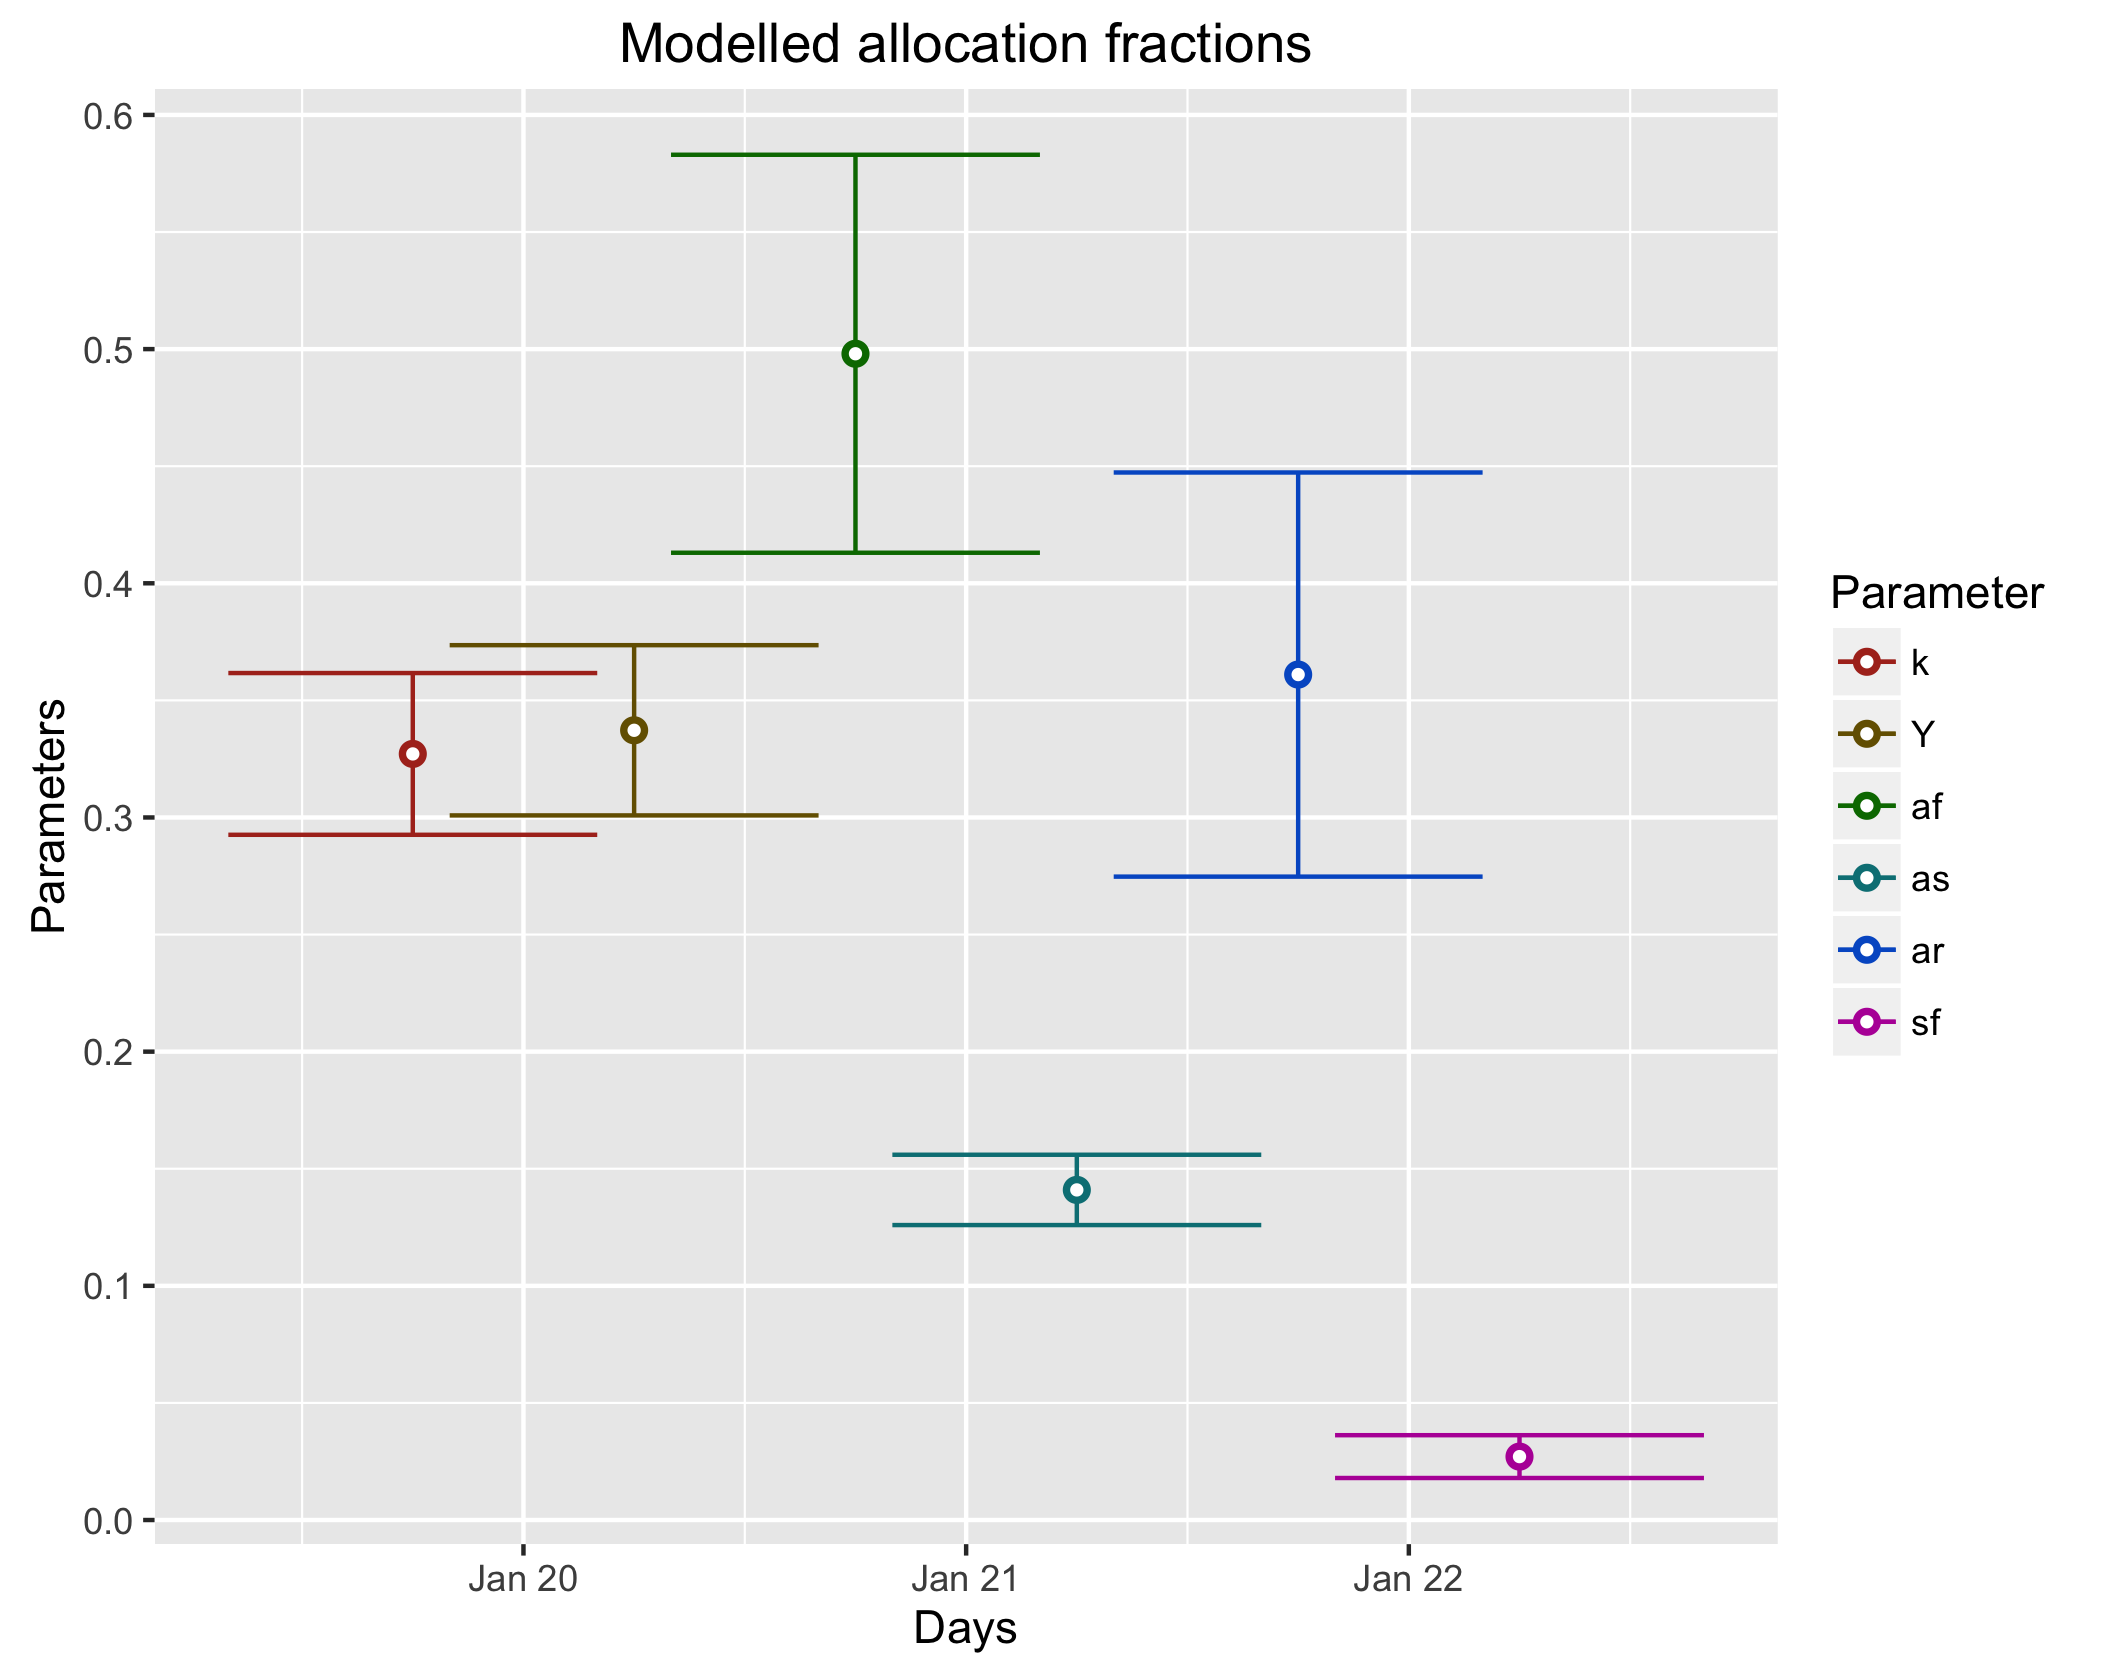 Modelled allocation fractions
0.6
0.5
0.4
0.3
0.2
0.1
0.0
Parameters
Jan 20
Jan 21
Jan 22
Days
Parameter
k
Y
af
as
ar
sf